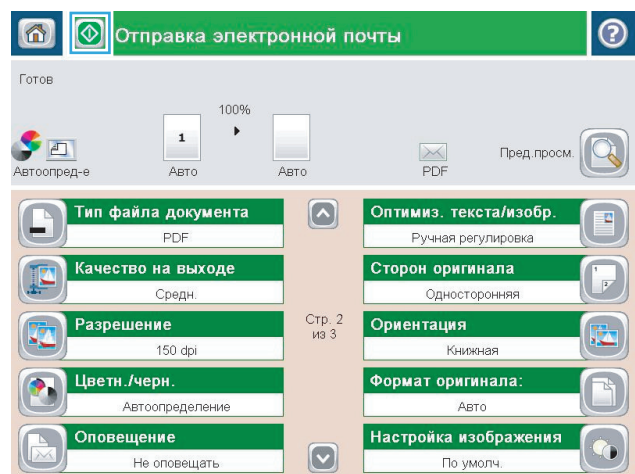 Отправка электронной почты
?
Готов
100%
1
Автоопред-е
Авто
Авто
PDF
Пред.просм.
Тип файла документа
PDF
Качество на выходе
Средн.
Разрешение
150 dpi
Цветн./черн.
Автоопределение
Оповещение
Не оповещать
Стр. 2
из 3
Оптимиз. текста/изобр.
Ручная регулировка
Сторон оригинала
1
2
Односторонняя
Ориентация
Книжная
Формат оригинала:
Авто
Настройка изображения
По умолч.